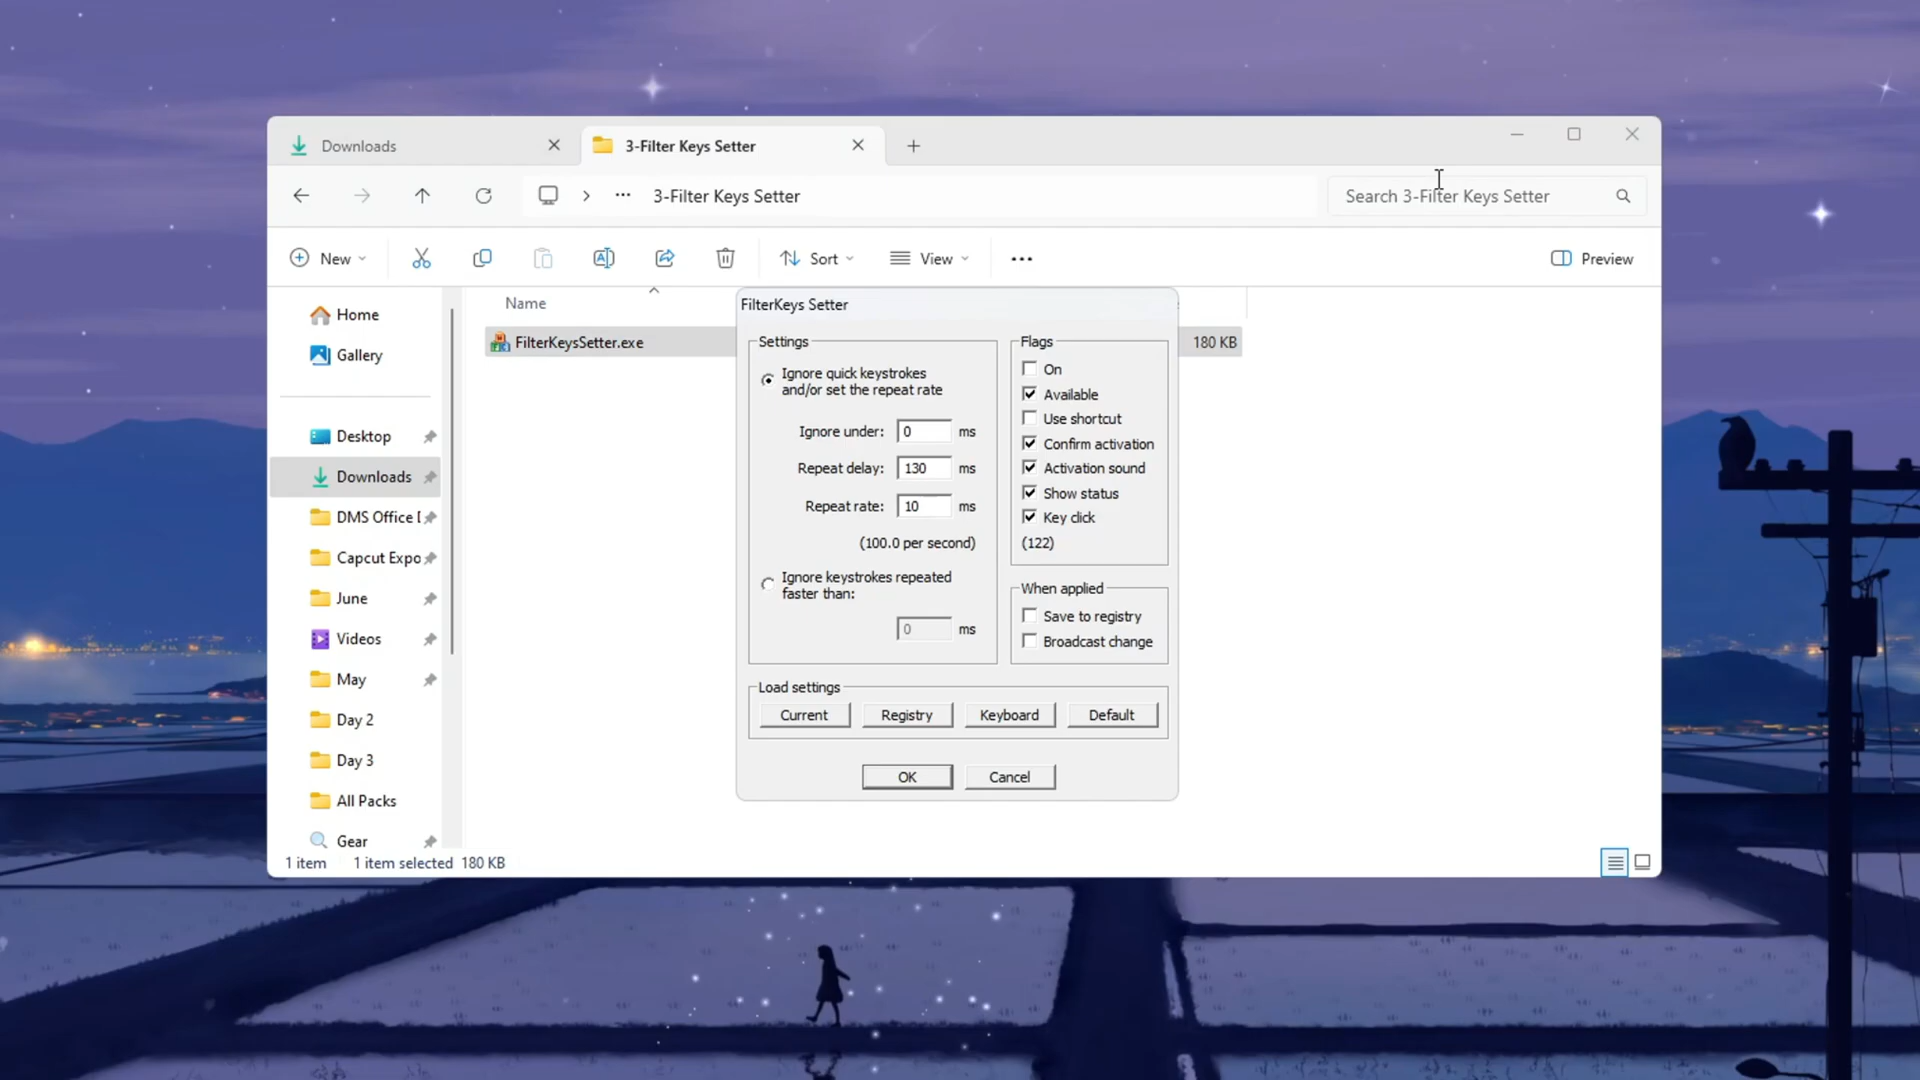 Downloads
3-Filter Keys Setter
3-Filter Keys Setter
Search 3-Filter Keys Setter
New
Sort
View
Preview
Name
FilterKeysSetter.exe
180 KB
Home
Gallery
Desktop
Downloads
DMS Office
Capcut Expo
June
Videos
May
Day 2
Day 3
All Packs
Gear
FilterKeys Setter
Settings
Ignore quick keystrokes
and/or set the repeat rate
Ignore under: 0 ms
Repeat delay: 130 ms
Repeat rate: 10 ms
(100.0 per second)
Ignore keystrokes repeated
faster than:
0 ms
Flags
On
Available
Use shortcut
Confirm activation
Activation sound
Show status
Key click
(122)
When applied
Save to registry
Broadcast change
Load settings
Current Registry Keyboard Default
OK Cancel
1 item 1 item selected 180 KB